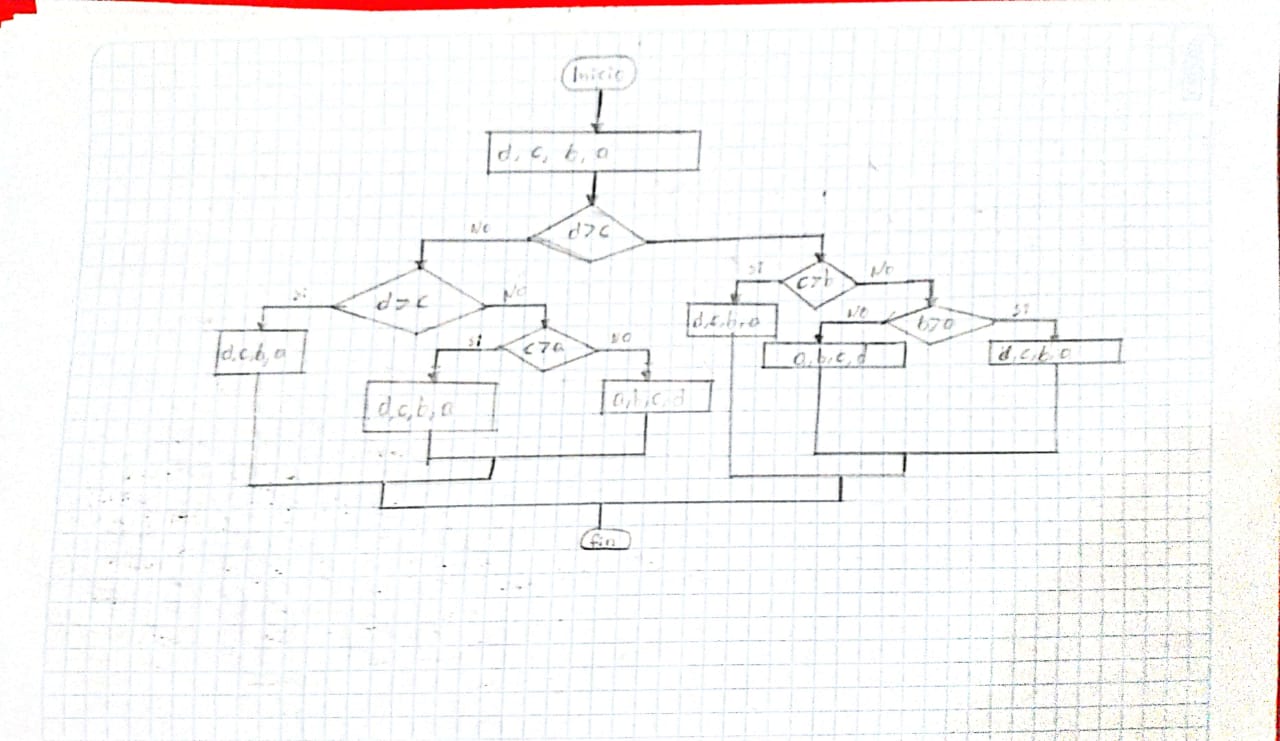 Inicio
d, c, b, a
d>c
No
si
c>b
No
d>c
si
No
d,c,b,a
No
b>a
si
d,c,b,a
c>a
si
No
a,b,c,d
d,c,b,a
d,c,b,a
a,b,c,d
fin